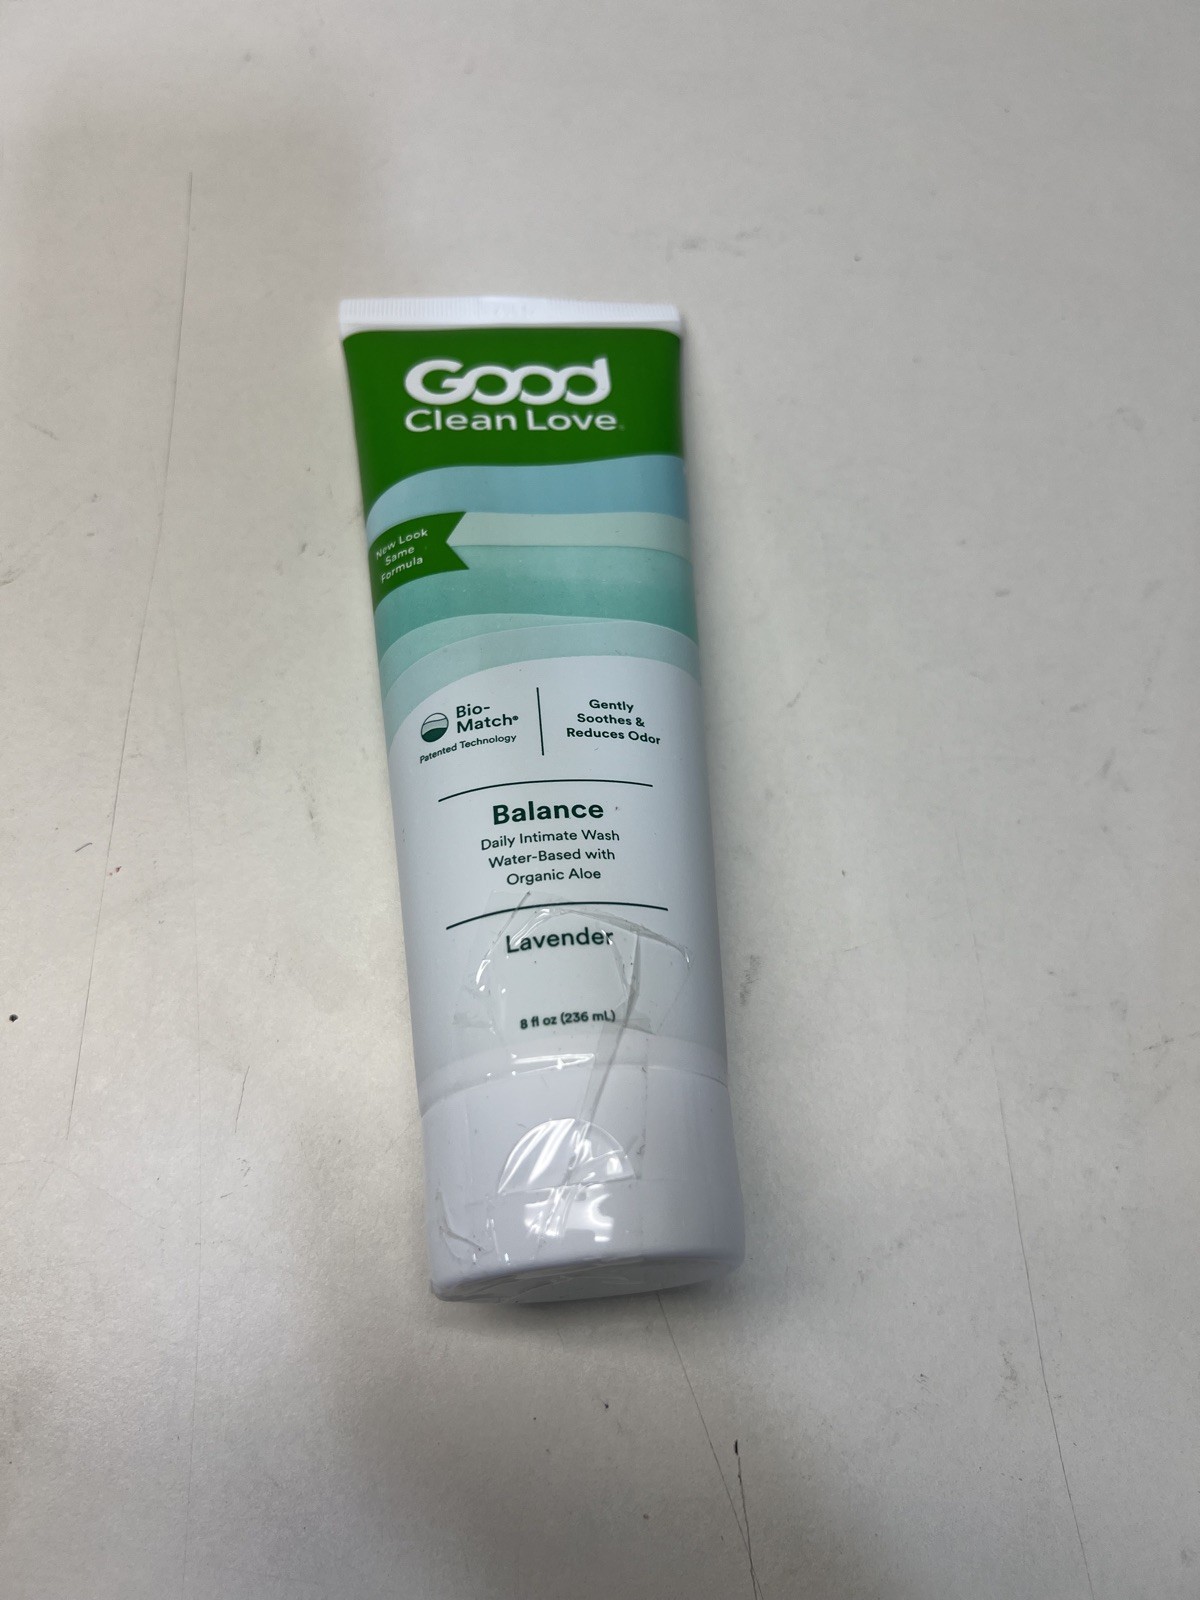 Good
Clean Love®
New Look
Same
Formula
Bio-
Match®
Patented Technology
Gently
Soothes &
Reduces Odor
Balance
Daily Intimate Wash
Water-Based with
Organic Aloe
Lavender
8 fl oz (236 mL)